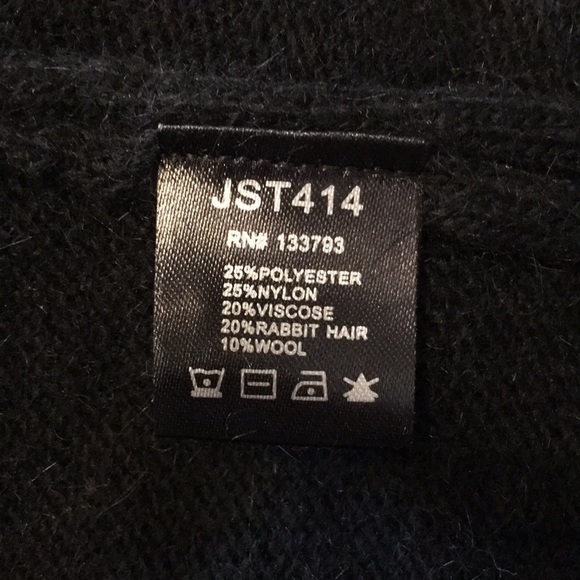 JST414
RN# 133793
25%POLYESTER
25%NYLON
20%VISCOSE
20%RABBIT HAIR
10%WOOL